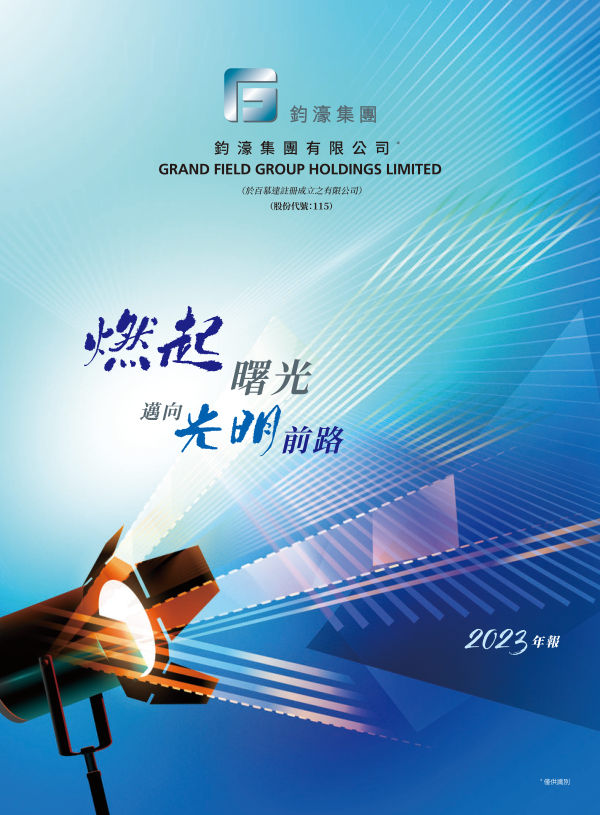 鈞濠集團
鈞濠集團有限公司*
GRAND FIELD GROUP HOLDINGS LIMITED
（於百慕達註冊成立之有限公司）
（股份代號：115）
燃起
曙光
邁向光明前路
2023年報
* 僅供識別